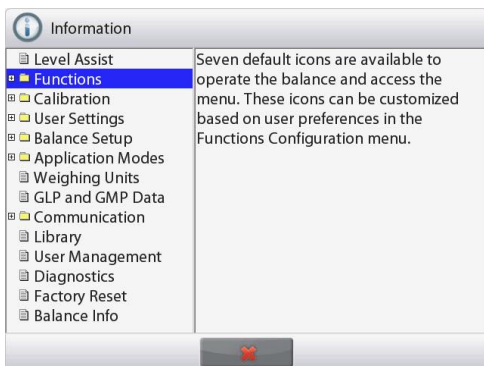 Information
Level Assist
Functions
Calibration
User Settings
Balance Setup
Application Modes
Weighing Units
GLP and GMP Data
Communication
Library
User Management
Diagnostics
Factory Reset
Balance Info
Seven default icons are available to
operate the balance and access the
menu. These icons can be customized
based on user preferences in the
Functions Configuration menu.